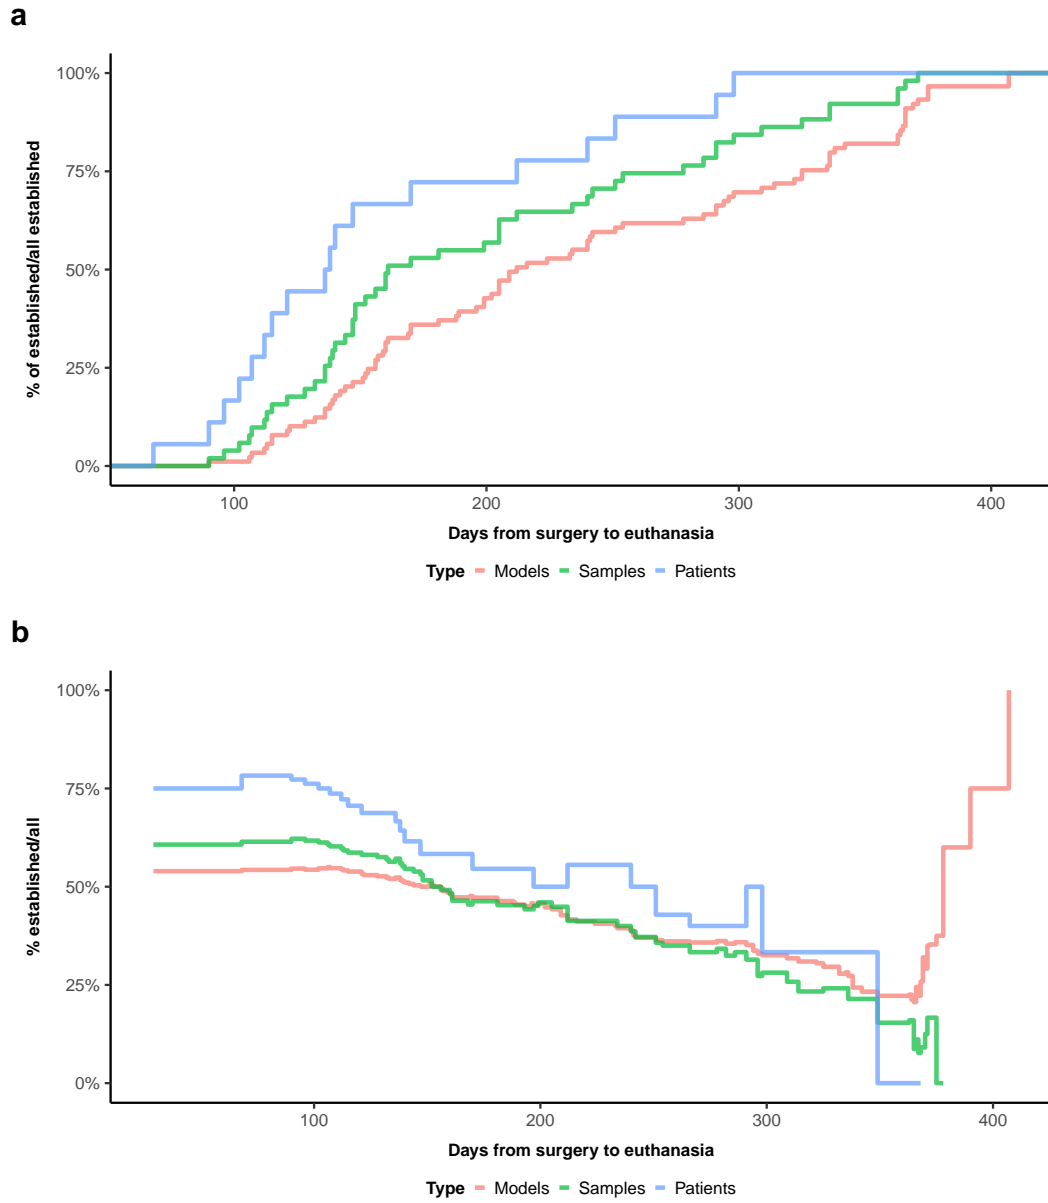 a
100%
75%
50%
25%
0%
% of established/all established
100 200 300 400
Days from surgery to euthanasia
Type Models Samples Patients
b
100%
75%
50%
25%
0%
% established/all
100 200 300 400
Days from surgery to euthanasia
Type Models Samples Patients